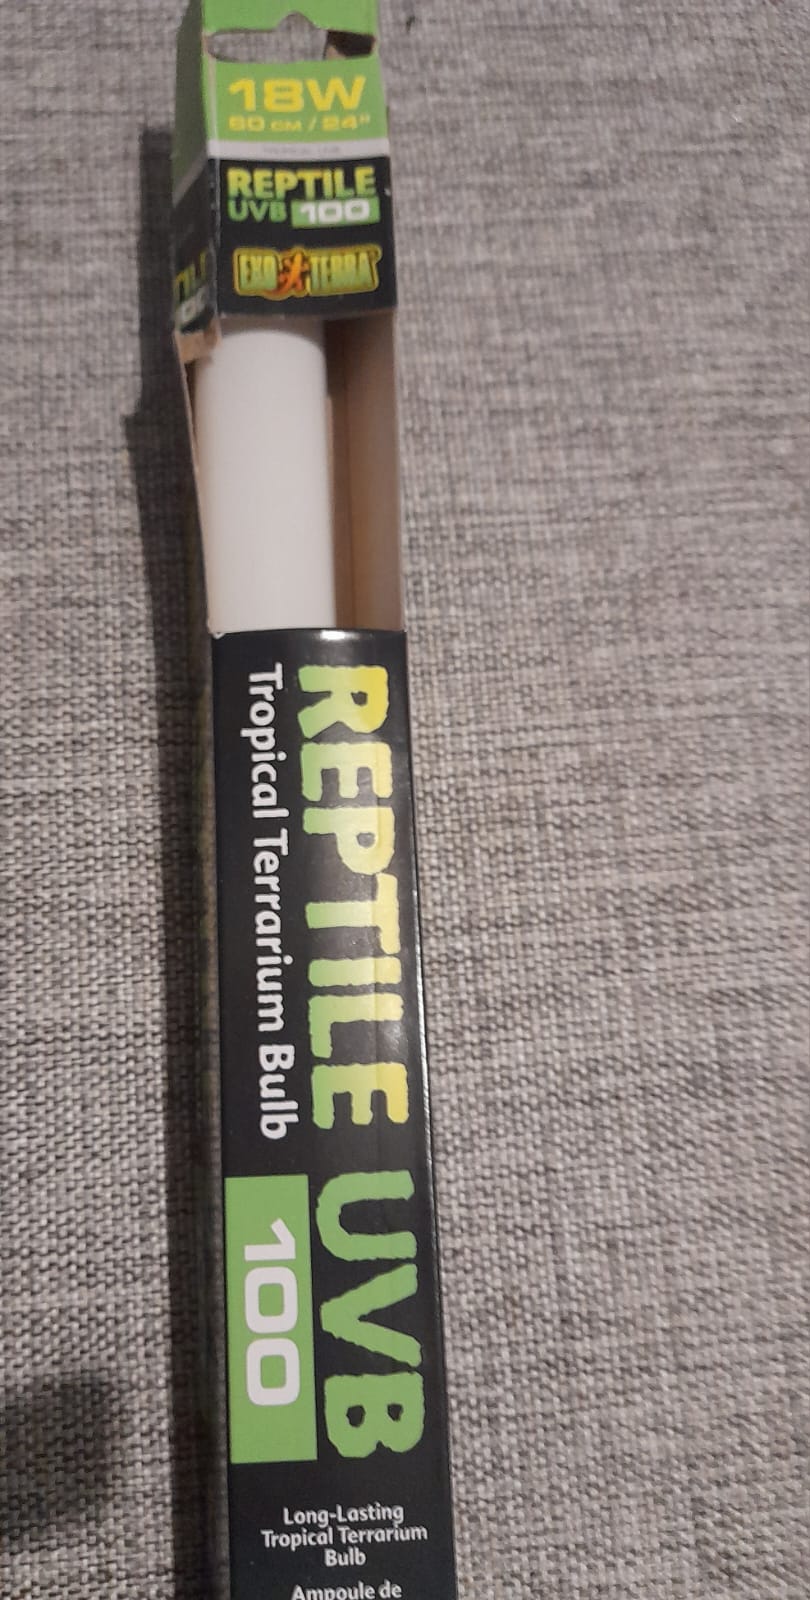 18W
60 CM / 24"
REPTILE
UVB 100
EXO TERRA
REPTILE UVB
Tropical Terrarium Bulb
100
Long-Lasting
Tropical Terrarium
Bulb
Ampoule de